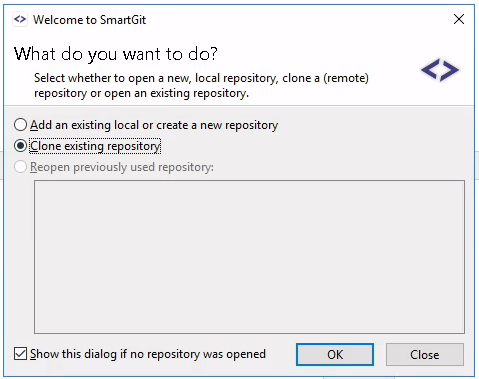 Welcome to SmartGit
What do you want to do?
Select whether to open a new, local repository, clone a (remote)
repository or open an existing repository.
Add an existing local or create a new repository
Clone existing repository
Reopen previously used repository:
Show this dialog if no repository was opened
OK
Close